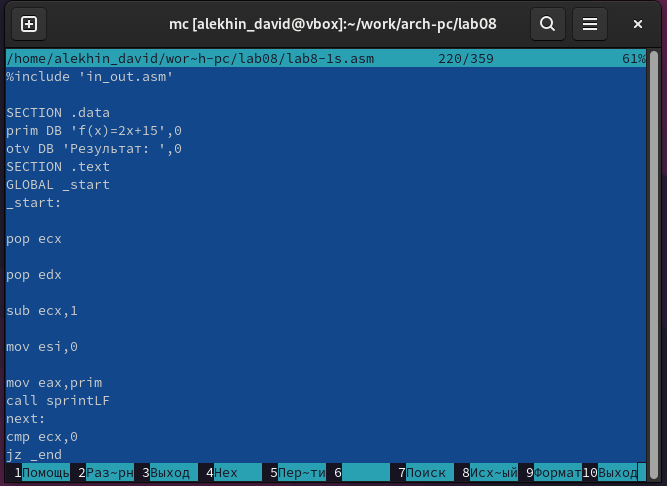 mc [alekhin_david@vbox]:~/work/arch-pc/lab08
/home/alekhin_david/wor~h-pc/lab08/lab8-1s.asm 220/359 61%
%include 'in_out.asm'
SECTION .data
prim DB 'f(x)=2x+15',0
otv DB 'Результат: ',0
SECTION .text
GLOBAL _start
_start:
pop ecx
pop edx
sub ecx,1
mov esi,0
mov eax,prim
call sprintLF
next:
cmp ecx,0
jz _end
1Помощь 2Раз~рн 3Выход 4Hex 5Пер~ти 6 7Поиск 8Исх~ый 9Формат 10Выход